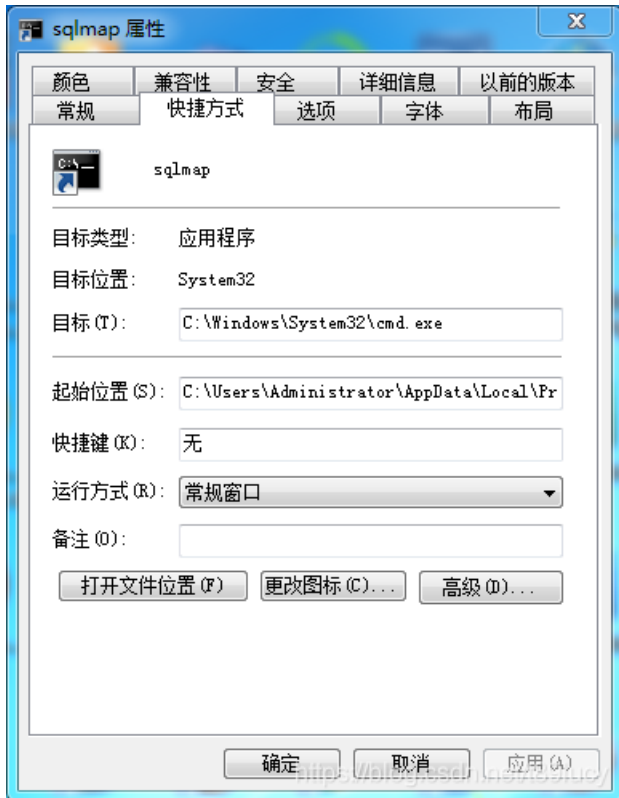 sqlmap 属性
颜色 兼容性 安全 详细信息 以前的版本
常规 快捷方式 选项 字体 布局
C:\
sqlmap
目标类型: 应用程序
目标位置: System32
目标(T): C:\Windows\System32\cmd.exe
起始位置(S): C:\Users\Administrator\AppData\Local\Pr
快捷键(K): 无
运行方式(R): 常规窗口
备注(O):
打开文件位置(F) 更改图标(C)... 高级(D)...
确定 取消 应用(A)